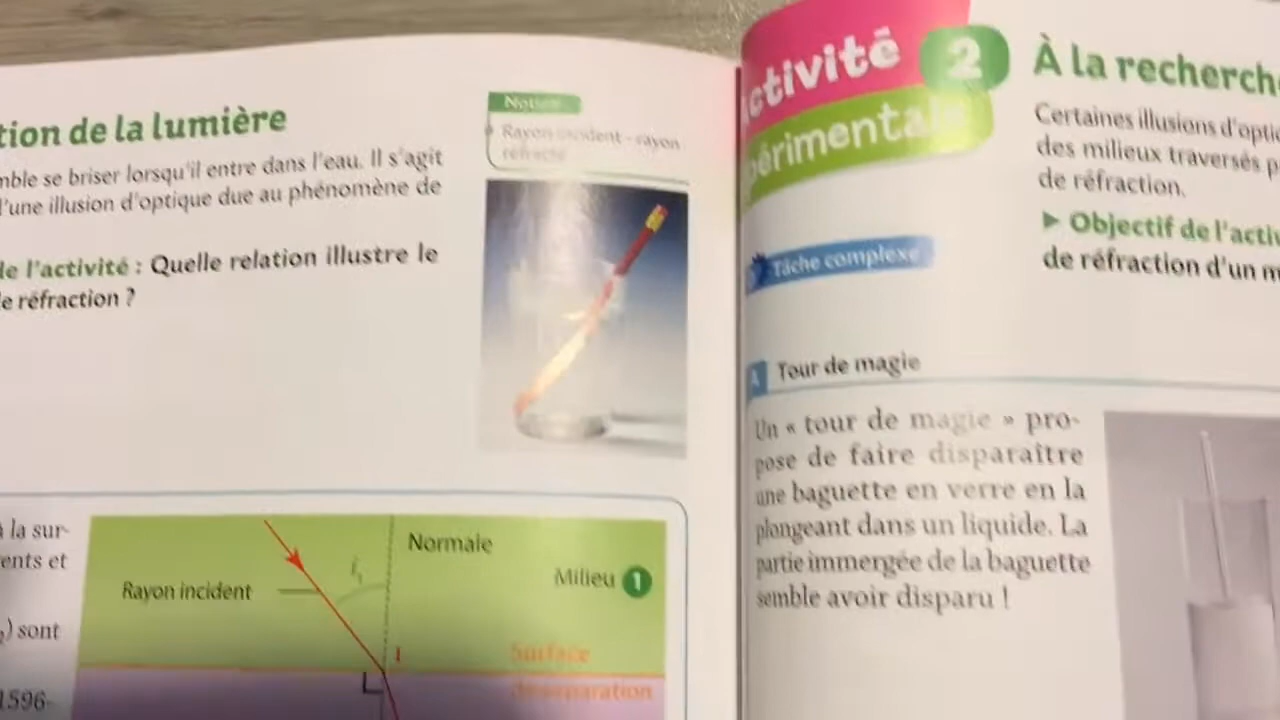 tion de la lumière
mble se briser lorsqu'il entre dans l'eau. Il s'agit
d'une illusion d'optique due au phénomène de
de l'activité : Quelle relation illustre le
e réfraction ?
Rayon incident - rayon
réfracté
à la sur-
ents et
) sont
1596-
Normale
i₁
Milieu 1
Rayon incident
I
Surface
de séparation
Activité 2
périmentale
À la recherch
Certaines illusions d'opti
des milieux traversés p
de réfraction.
► Objectif de l'activ
de réfraction d'un m
Tâche complexe
A Tour de magie
Un « tour de magie » pro-
pose de faire disparaître
une baguette en verre en la
plongeant dans un liquide. La
partie immergée de la baguette
semble avoir disparu !